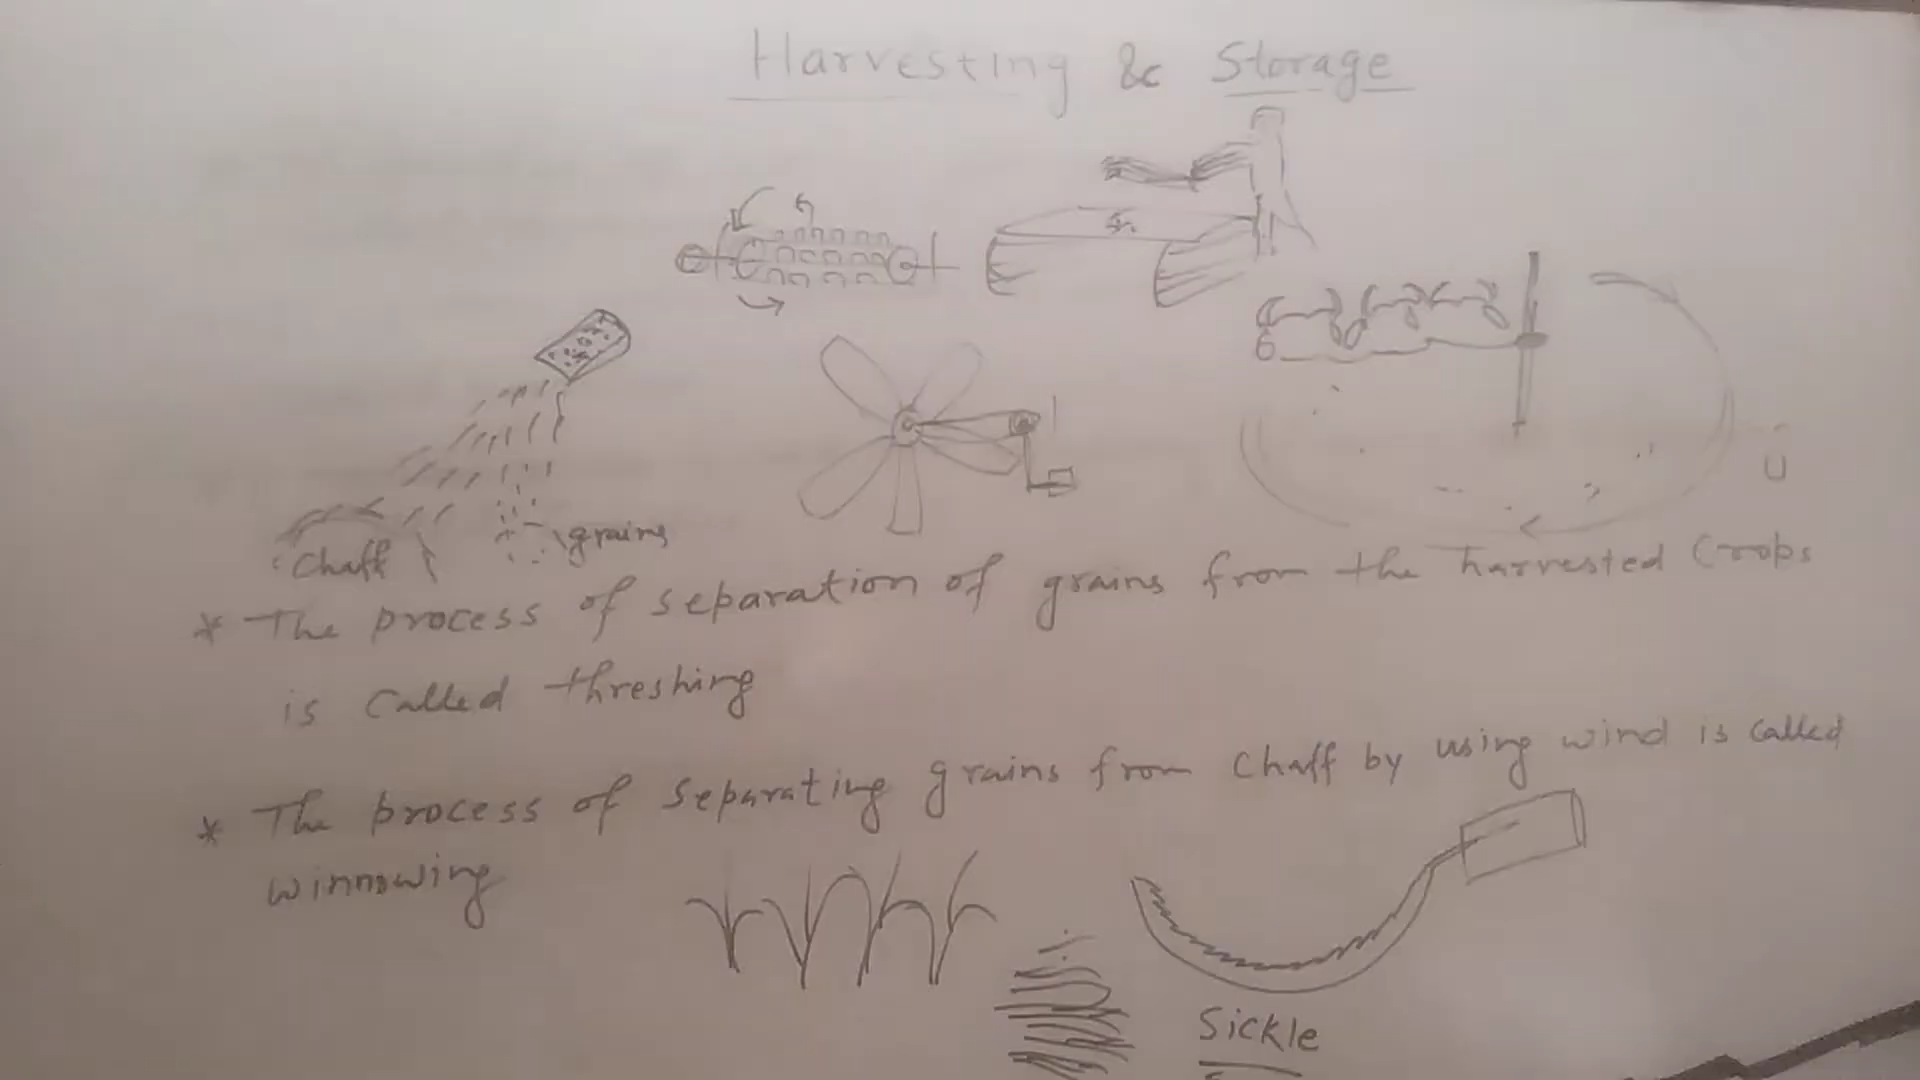 Harvesting & Storage
grains
Chaff
* The process of separation of grains from the harvested Crops
is called threshing
* The process of separating grains from chaff by using wind is called
winnowing
Sickle